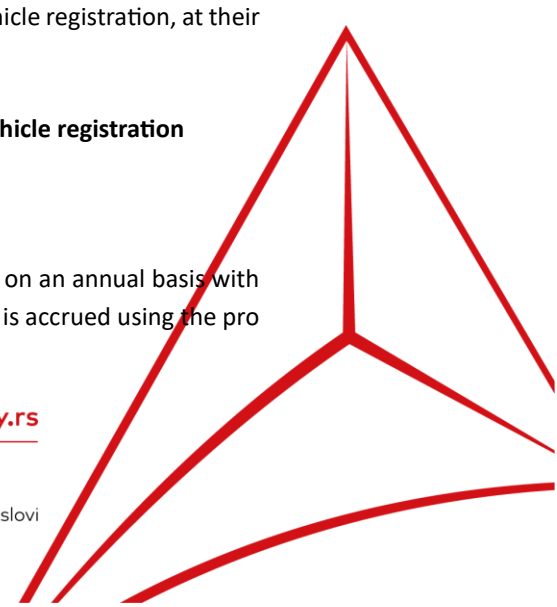 hicle registration, at their
hicle registration
on an annual basis with
is accrued using the pro
y.rs
slovi